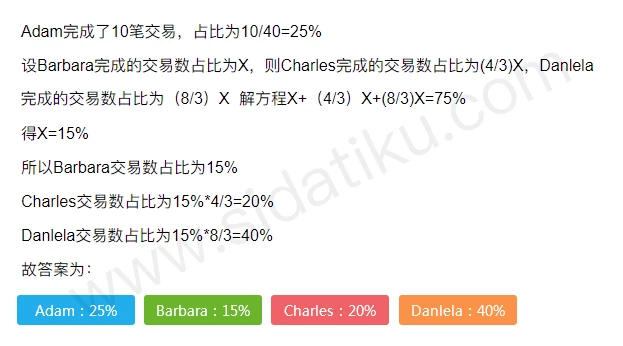 Adam完成了10笔交易，占比为10/40=25%
设Barbara完成的交易数占比为X，则Charles完成的交易数占比为(4/3)X，Danlela
完成的交易数占比为（8/3）X 解方程X+（4/3）X+(8/3)X=75%
得X=15%
所以Barbara交易数占比为15%
Charles交易数占比为15%*4/3=20%
Danlela交易数占比为15%*8/3=40%
故答案为：
Adam : 25% Barbara : 15% Charles : 20% Danlela : 40%
www.sidatiku.com